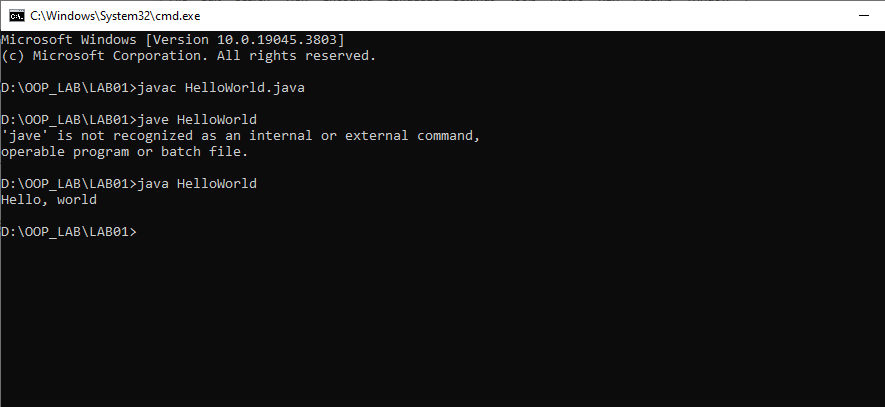 C:\Windows\System32\cmd.exe
Microsoft Windows [Version 10.0.19045.3803]
(c) Microsoft Corporation. All rights reserved.
D:\OOP_LAB\LAB01>javac HelloWorld.java
D:\OOP_LAB\LAB01>jave HelloWorld
'jave' is not recognized as an internal or external command,
operable program or batch file.
D:\OOP_LAB\LAB01>java HelloWorld
Hello, world
D:\OOP_LAB\LAB01>